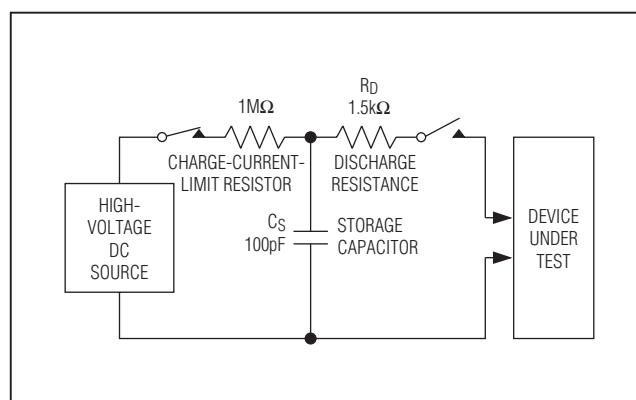 R_D
1MΩ
1.5kΩ
CHARGE-CURRENT-
LIMIT RESISTOR
DISCHARGE
RESISTANCE
HIGH-
VOLTAGE
DC
SOURCE
C_S
100pF
STORAGE
CAPACITOR
DEVICE
UNDER
TEST